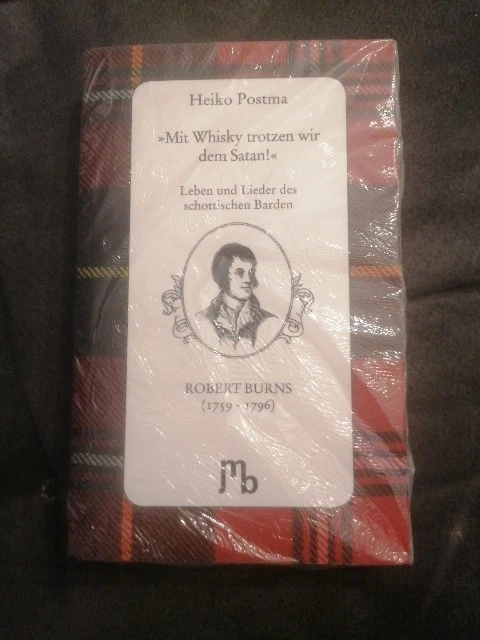 Heiko Postma
»Mit Whisky trotzen wir
dem Satan!«
Leben und Lieder des
schottischen Barden
ROBERT BURNS
(1759 - 1796)
jmb